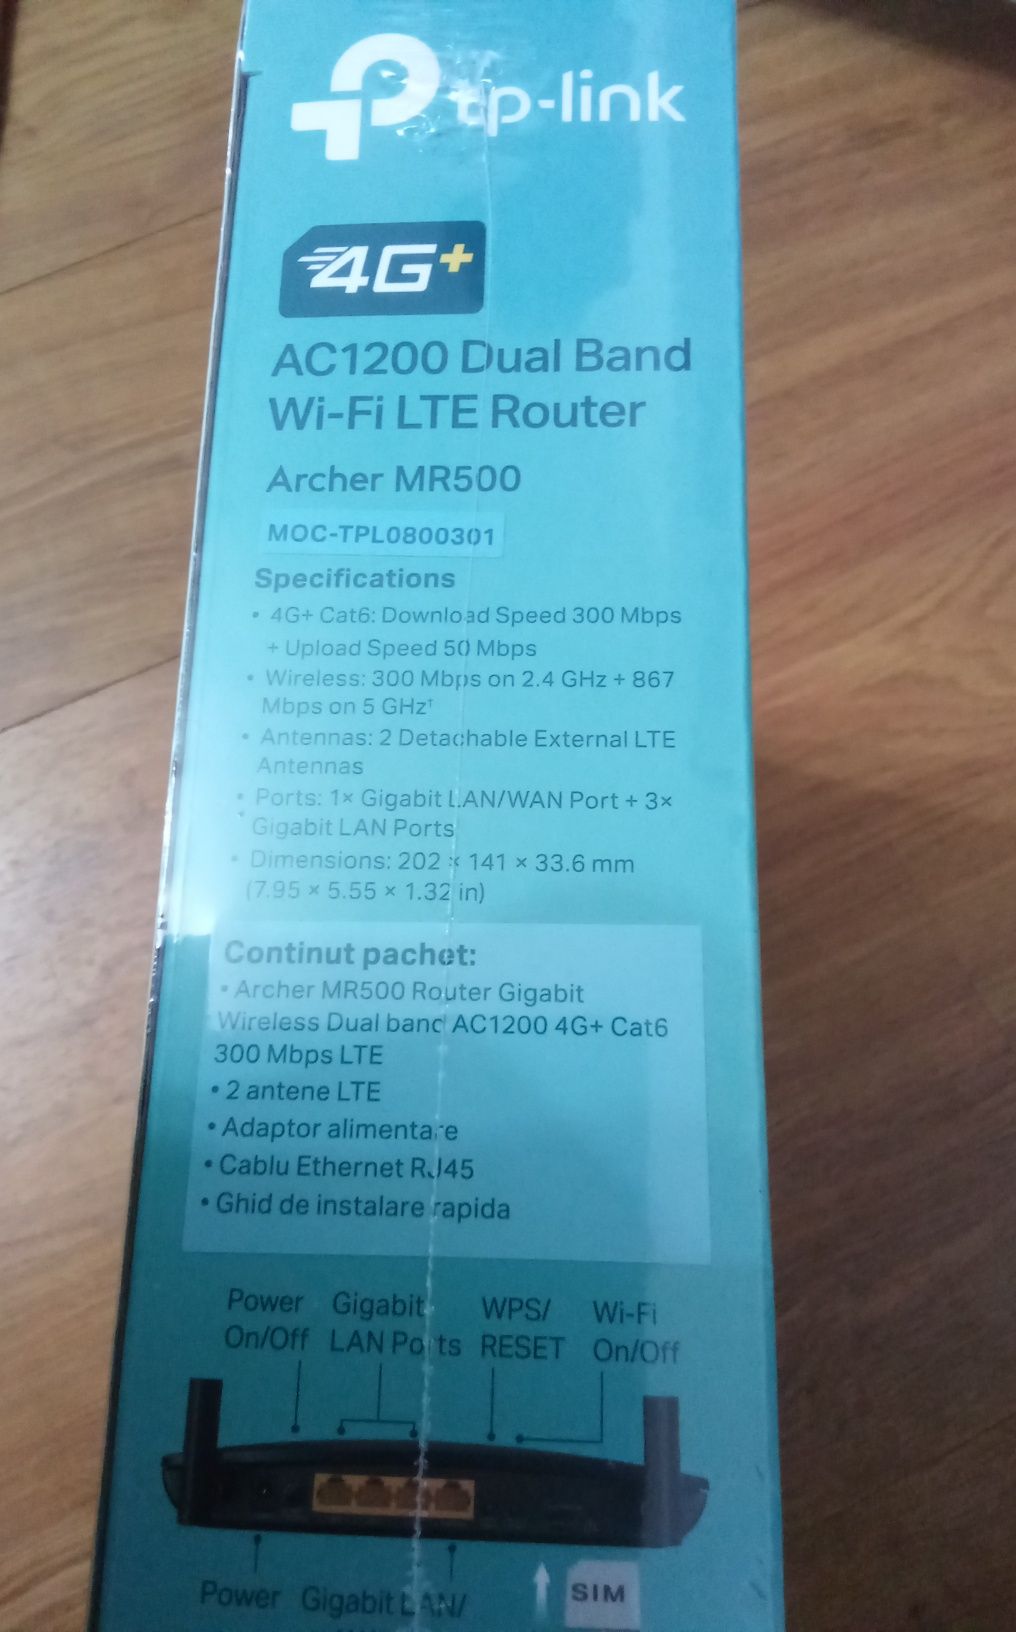 tp-link
4G+
AC1200 Dual Band
Wi-Fi LTE Router
Archer MR500
MOC-TPL0800301
Specifications
• 4G+ Cat6: Download Speed 300 Mbps
+ Upload Speed 50 Mbps
• Wireless: 300 Mbps on 2.4 GHz + 867
Mbps on 5 GHz†
• Antennas: 2 Detachable External LTE
Antennas
• Ports: 1× Gigabit LAN/WAN Port + 3×
Gigabit LAN Ports
• Dimensions: 202 × 141 × 33.6 mm
(7.95 × 5.55 × 1.32 in)
Continut pachet:
• Archer MR500 Router Gigabit
Wireless Dual band AC1200 4G+ Cat6
300 Mbps LTE
• 2 antene LTE
• Adaptor alimentare
• Cablu Ethernet RJ45
• Ghid de instalare rapida
Power On/Off
Gigabit LAN Ports
WPS/ RESET
Wi-Fi On/Off
Power
Gigabit LAN/
SIM